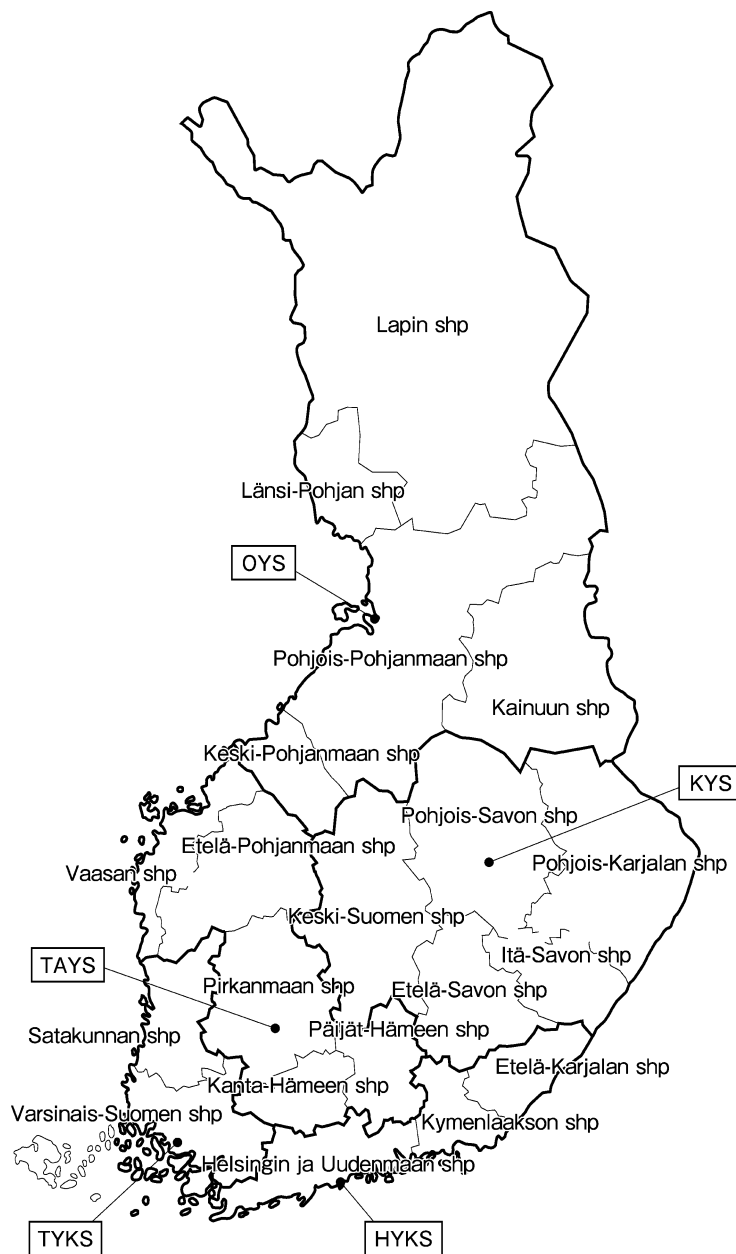 Lapin shp
Länsi-Pohjan shp
OYS
Pohjois-Pohjanmaan shp
Kainuun shp
Keski-Pohjanmaan shp
KYS
Pohjois-Savon shp
Etelä-Pohjanmaan shp
Pohjois-Karjalan shp
Vaasan shp
Keski-Suomen shp
Itä-Savon shp
TAYS
Pirkanmaan shp
Etelä-Savon shp
Päijät-Hämeen shp
Satakunnan shp
Etelä-Karjalan shp
Kanta-Hämeen shp
Varsinais-Suomen shp
Kymenlaakson shp
Helsingin ja Uudenmaan shp
TYKS
HYKS